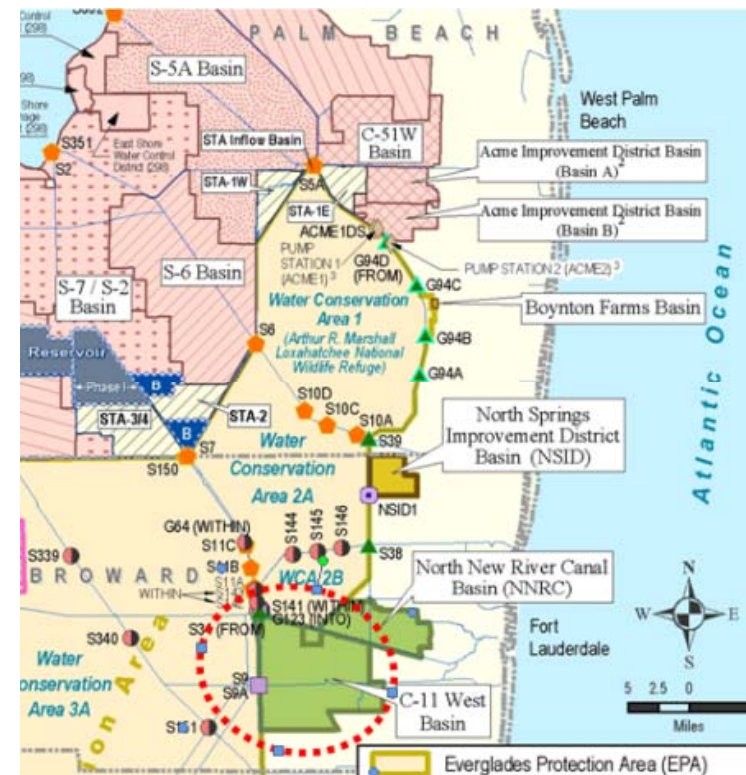 Control
(298)
PALM BEACH
S-5A Basin
West Palm
Beach
S351
S2
East Shore
Water Control
District (298)
STA Inflow Basin
C-51W
Basin
Acme Improvement District Basin
(Basin A)2
STA-1W
S5A
STA-1E
ACME1DS
Acme Improvement District Basin
(Basin B)2
PUMP
STATION 1
(ACME1) 3
G94D
(FROM)
PUMP STATION 2 (ACME2) 3
S-6 Basin
S-7 / S-2
Basin
G94C
Water Conservation
Area 1
(Arthur R. Marshall
Loxahatchee National
Wildlife Refuge)
Boynton Farms Basin
S6
G94B
Reservoir
Phase I
B
G94A
Atlantic Ocean
STA-3/4
STA-2
S10D
S10C
S10A
B
S7
S39
North Springs
Improvement District
Basin (NSID)
S150
Water
Conservation
Area 2A
NSID1
G64 (WITHIN)
S11C
S144
S145
S146
S339
S38
BROWARD
S11B
S11A
WCA 2B
WITHIN
North New River Canal
Basin (NNRC)
S141 (WITHIN)
G123 (INTO)
S34 (FROM)
S340
N
W
E
S
Fort
Lauderdale
Water
Conservation
Area 3A
S9
S9A
C-11 West
Basin
5 2.5 0
Miles
S151
Everglades Protection Area (EPA)